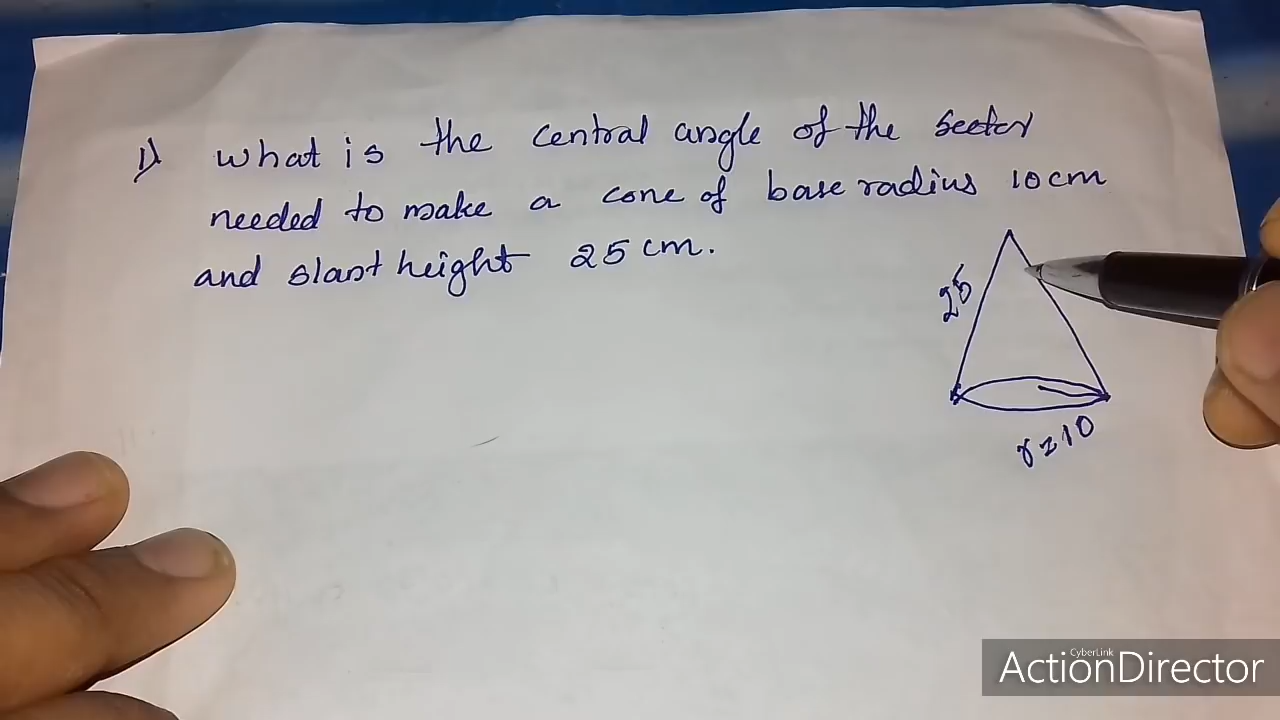 1) What is the central angle of the sector
needed to make a cone of base radius 10cm
and slant height 25 cm.
25
r=10
CyberLink
ActionDirector